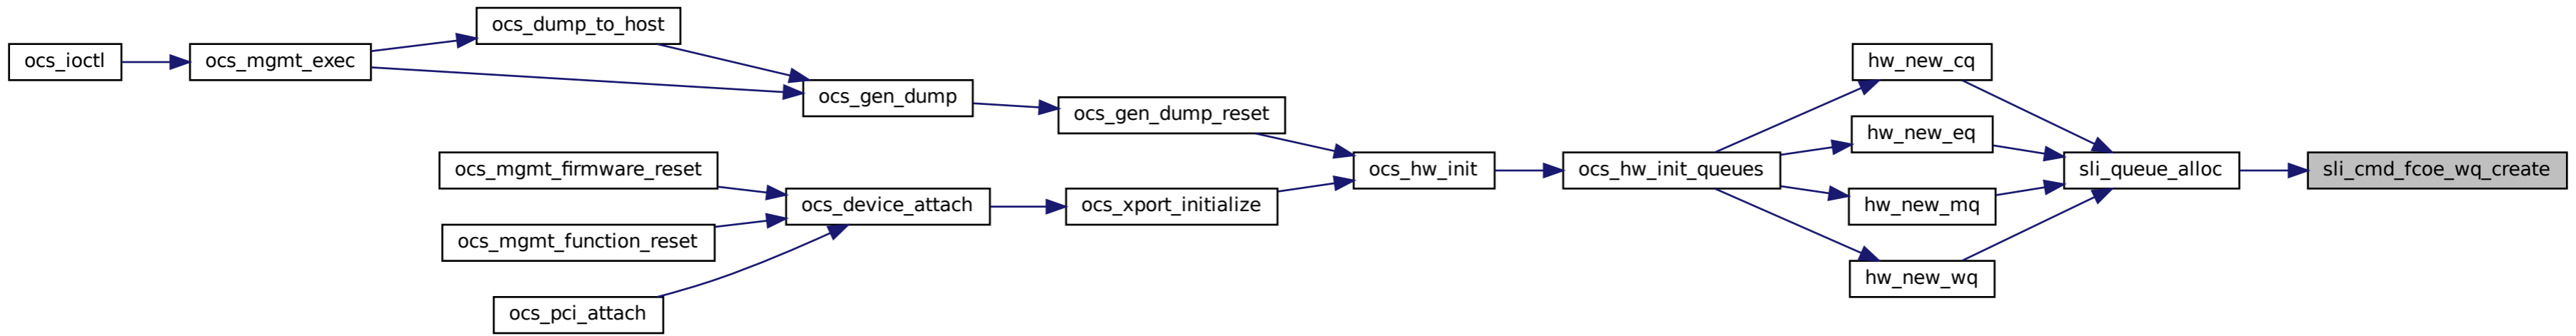 ocs_ioctl
ocs_mgmt_exec
ocs_dump_to_host
ocs_gen_dump
ocs_gen_dump_reset
ocs_mgmt_firmware_reset
ocs_mgmt_function_reset
ocs_pci_attach
ocs_device_attach
ocs_xport_initialize
ocs_hw_init
ocs_hw_init_queues
hw_new_cq
hw_new_eq
hw_new_mq
hw_new_wq
sli_queue_alloc
sli_cmd_fcoe_wq_create